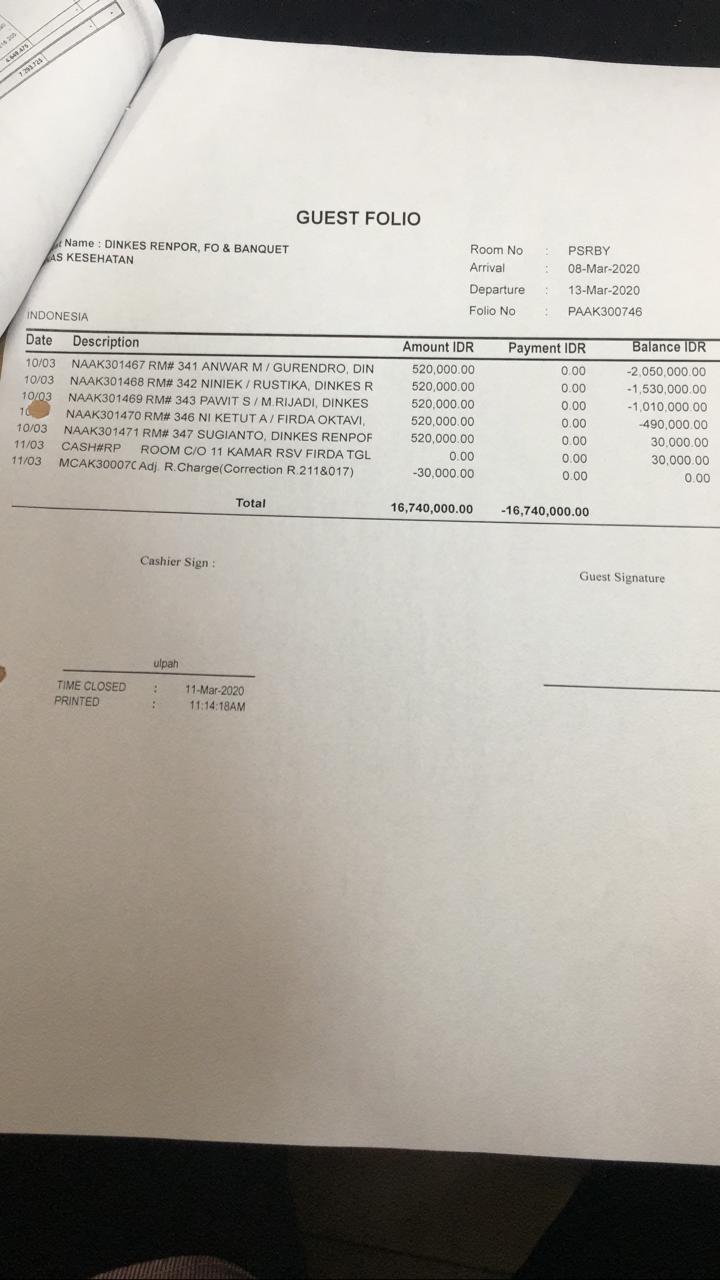 4.649.475
7.293.725
GUEST FOLIO
Name : DINKES RENPOR, FO & BANQUET
AS KESEHATAN
Room No : PSRBY
Arrival : 08-Mar-2020
Departure : 13-Mar-2020
Folio No : PAAK300746
INDONESIA
Date Description Amount IDR Payment IDR Balance IDR
10/03 NAAK301467 RM# 341 ANWAR M / GURENDRO, DIN 520,000.00 0.00 -2,050,000.00
10/03 NAAK301468 RM# 342 NINIEK / RUSTIKA, DINKES R 520,000.00 0.00 -1,530,000.00
10/03 NAAK301469 RM# 343 PAWIT S / M.RIJADI, DINKES 520,000.00 0.00 -1,010,000.00
NAAK301470 RM# 346 NI KETUT A / FIRDA OKTAVI, 520,000.00 0.00 -490,000.00
10/03 NAAK301471 RM# 347 SUGIANTO, DINKES RENPOF 520,000.00 0.00 30,000.00
11/03 CASH#RP ROOM C/O 11 KAMAR RSV FIRDA TGL 0.00 0.00 30,000.00
11/03 MCAK30007C Adj. R.Charge(Correction R.211&017) -30,000.00 0.00 0.00
Total 16,740,000.00 -16,740,000.00
Cashier Sign :
Guest Signature
ulpah
TIME CLOSED : 11-Mar-2020
PRINTED : 11:14:18AM